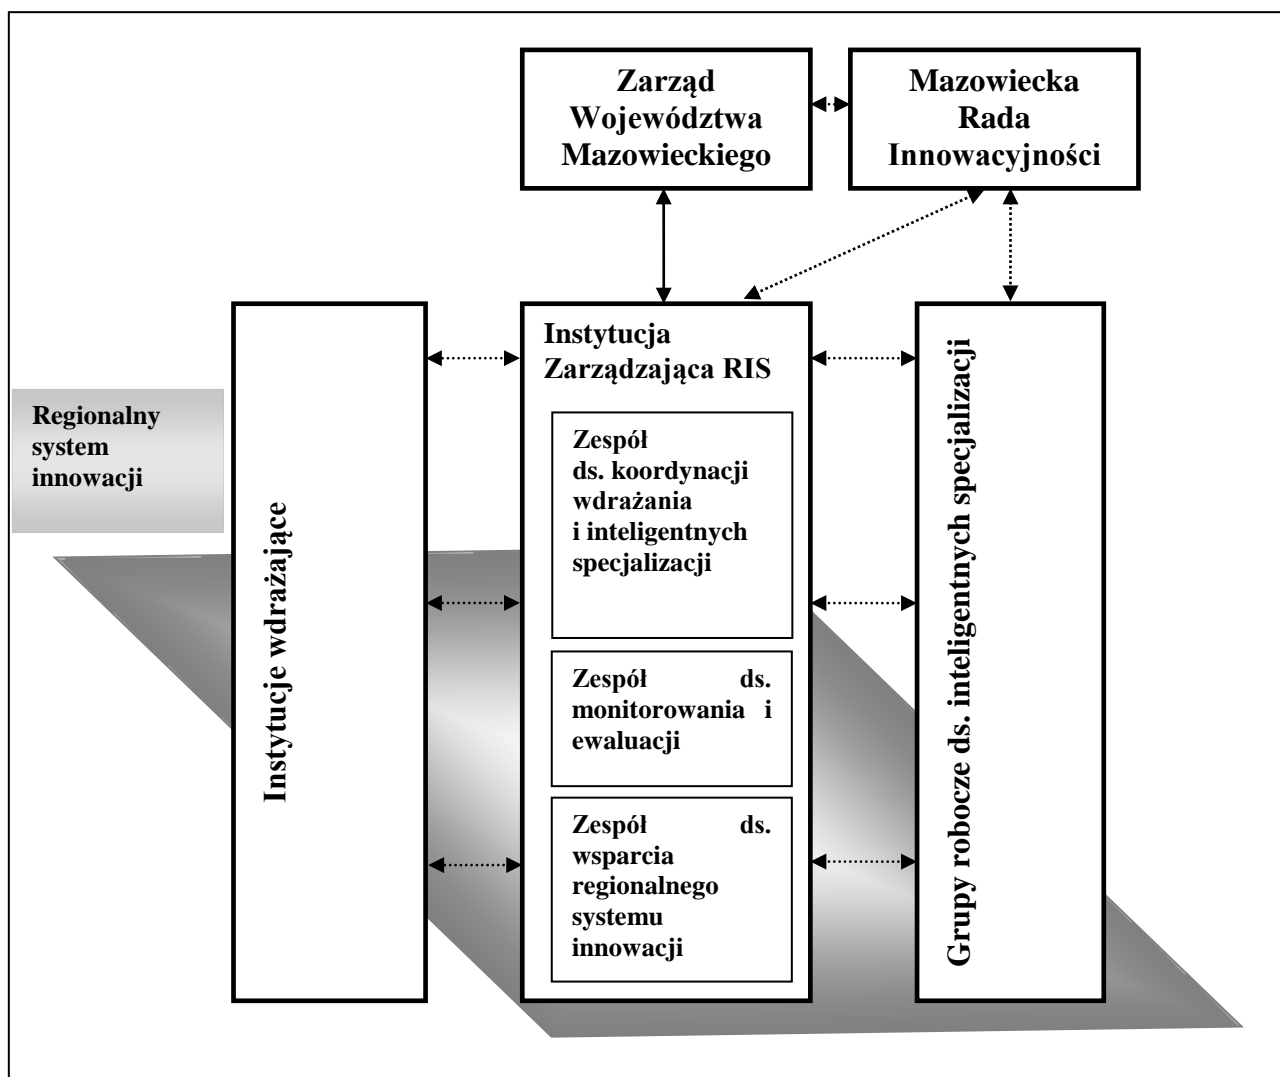 Zarząd
Województwa
Mazowieckiego
Mazowiecka
Rada
Innowacyjności
Regionalny
system
innowacji
Instytucje wdrażające
Instytucja
Zarządzająca RIS
Zespół
ds. koordynacji
wdrażania
i inteligentnych
specjalizacji
Zespół ds.
monitorowania i
ewaluacji
Zespół ds.
wsparcia
regionalnego
systemu
innowacji
Grupy robocze ds. inteligentnych specjalizacji